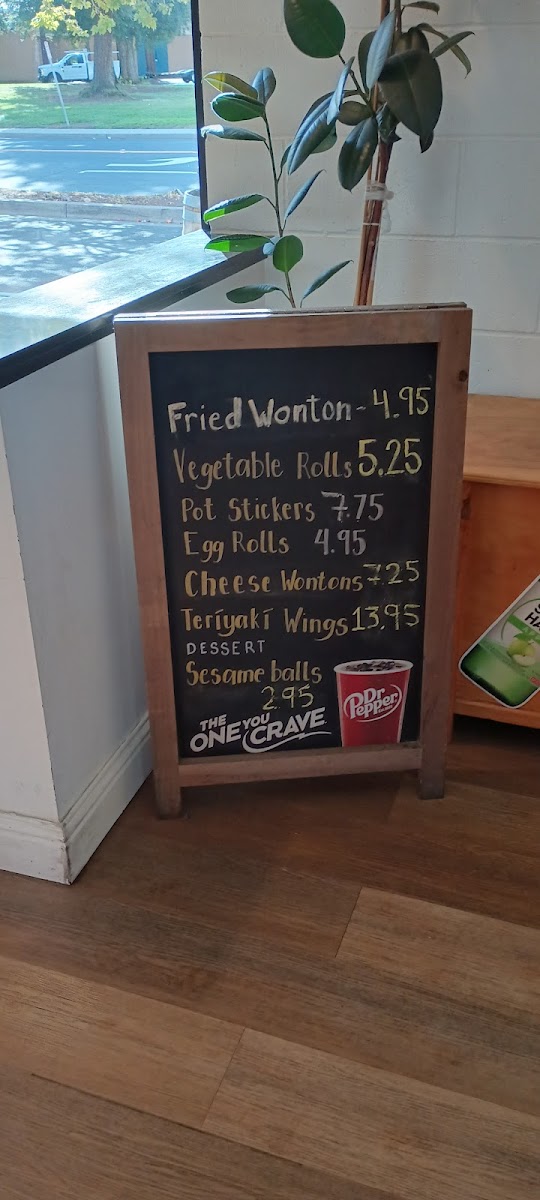 Fried Wonton - 4.95
Vegetable Rolls 5.25
Pot Stickers 7.75
Egg Rolls 4.95
Cheese Wontons 7.25
Teriyaki Wings 13.95
DESSERT
Sesame balls
2.95
THE
ONE YOU
CRAVE
Dr
Pepper